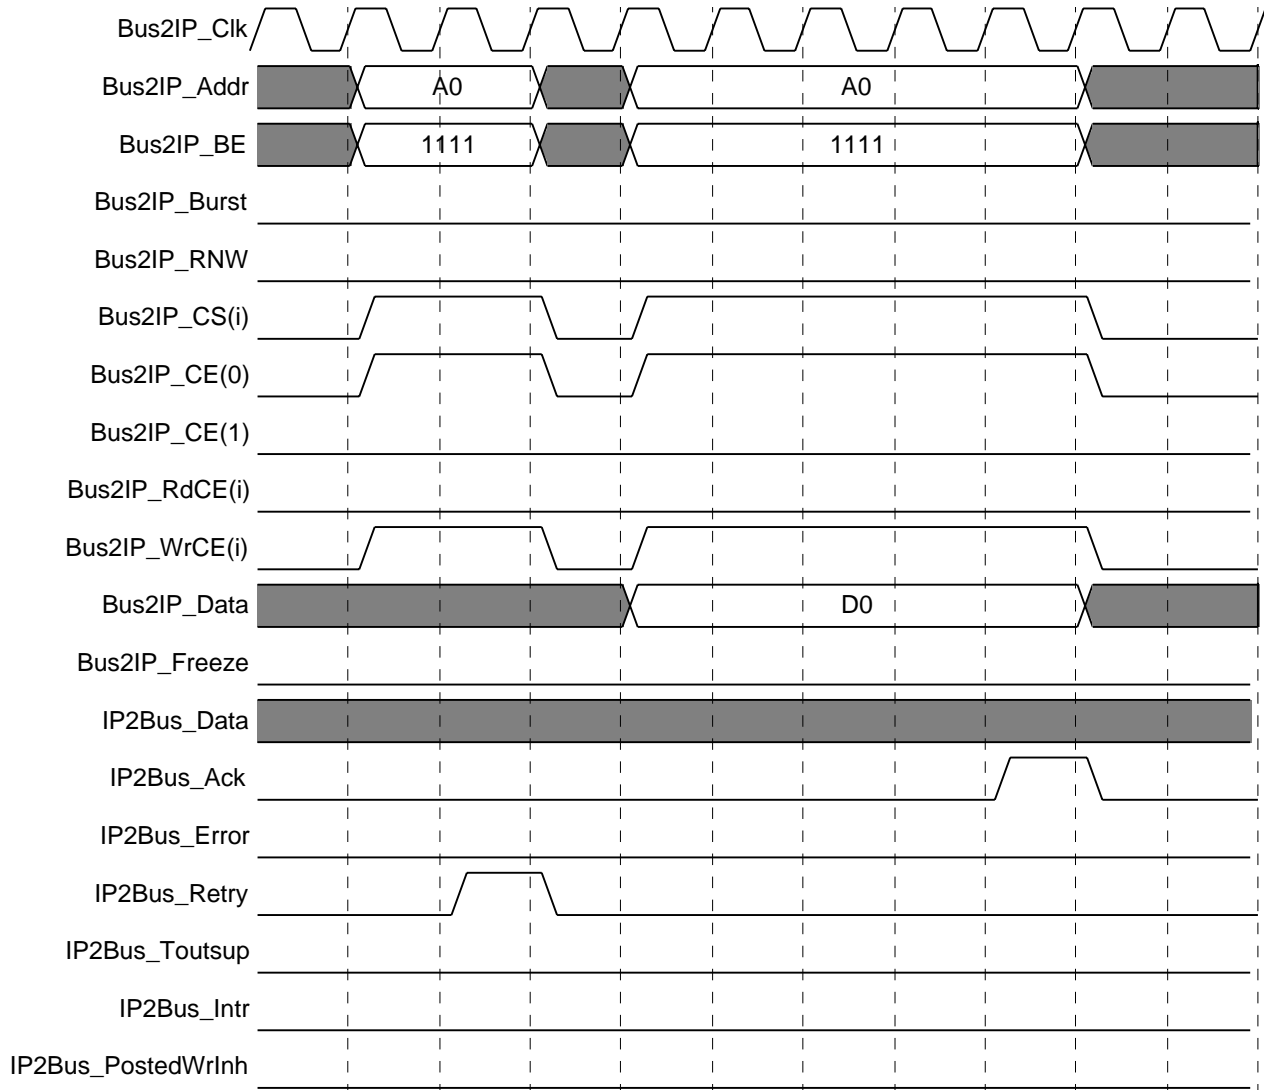 Bus2IP_Clk
Bus2IP_Addr A0 A0
Bus2IP_BE 1111 1111
Bus2IP_Burst
Bus2IP_RNW
Bus2IP_CS(i)
Bus2IP_CE(0)
Bus2IP_CE(1)
Bus2IP_RdCE(i)
Bus2IP_WrCE(i)
Bus2IP_Data D0
Bus2IP_Freeze
IP2Bus_Data
IP2Bus_Ack
IP2Bus_Error
IP2Bus_Retry
IP2Bus_Toutsup
IP2Bus_Intr
IP2Bus_PostedWrInh